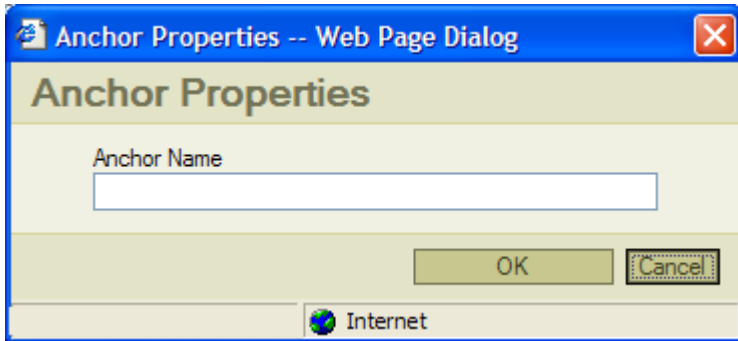 Anchor Properties -- Web Page Dialog
Anchor Properties
Anchor Name
OK Cancel
Internet